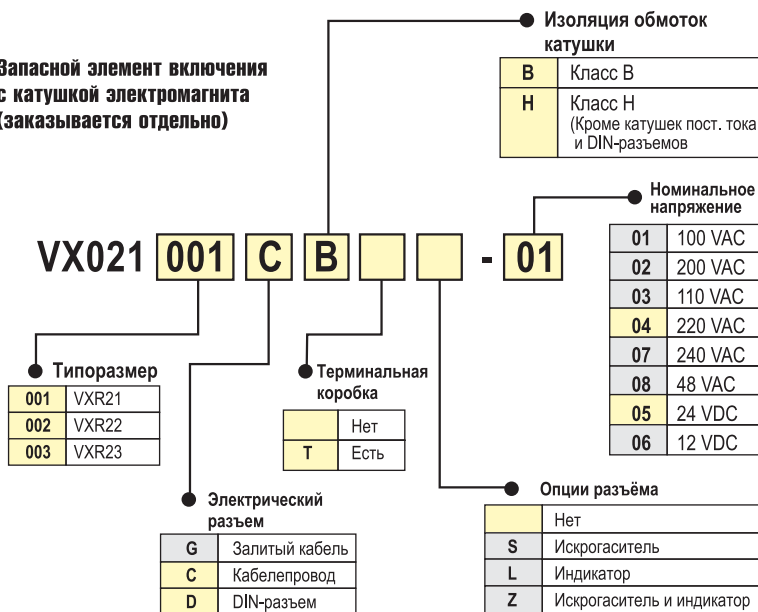 Изоляция обмоток
катушки
B Класс B
H Класс H
(Кроме катушек пост. тока
и DIN-разъемов
Запасной элемент включения
с катушкой электромагнита
(заказывается отдельно)
Номинальное
напряжение
01 100 VAC
02 200 VAC
03 110 VAC
04 220 VAC
07 240 VAC
08 48 VAC
05 24 VDC
06 12 VDC
VX021 001 C B - 01
Типоразмер
001 VXR21
002 VXR22
003 VXR23
Терминальная
коробка
Нет
T Есть
Электрический
разъем
G Залитый кабель
C Кабелепровод
D DIN-разъем
Опции разъёма
Нет
S Искрогаситель
L Индикатор
Z Искрогаситель и индикатор